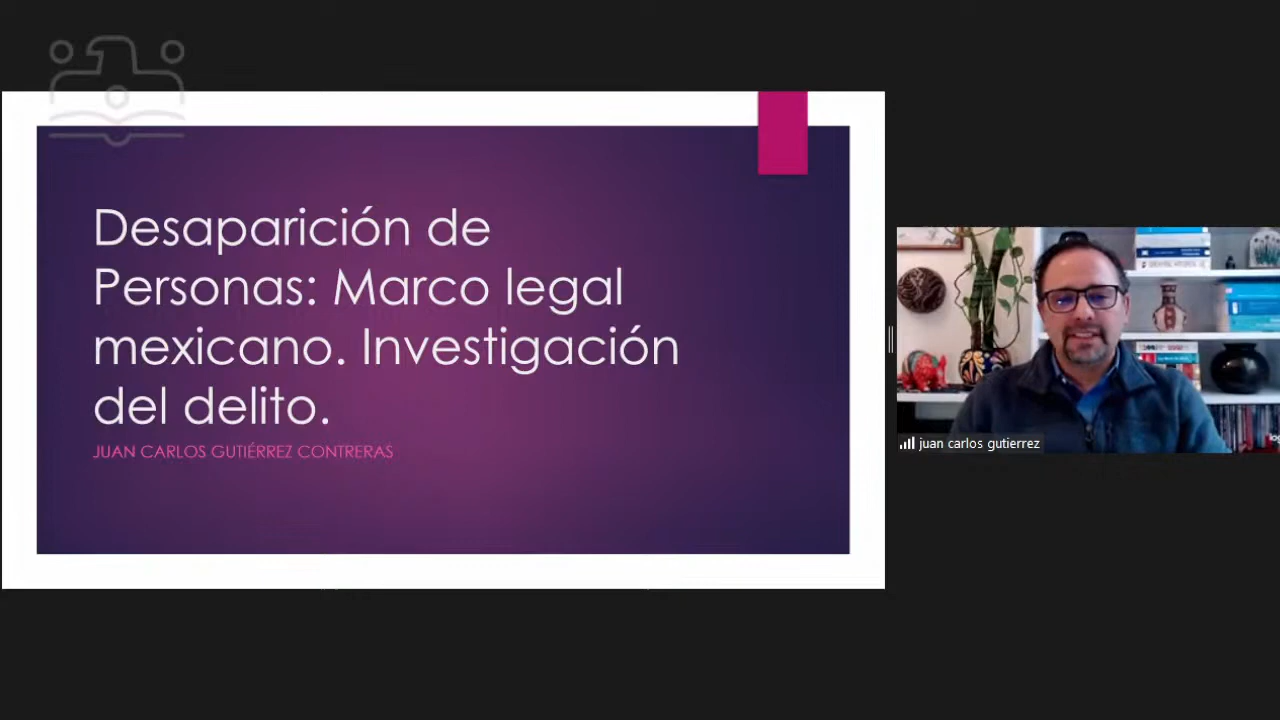 Desaparición de
Personas: Marco legal
mexicano. Investigación
del delito.
JUAN CARLOS GUTIÉRREZ CONTRERAS
juan carlos gutierrez